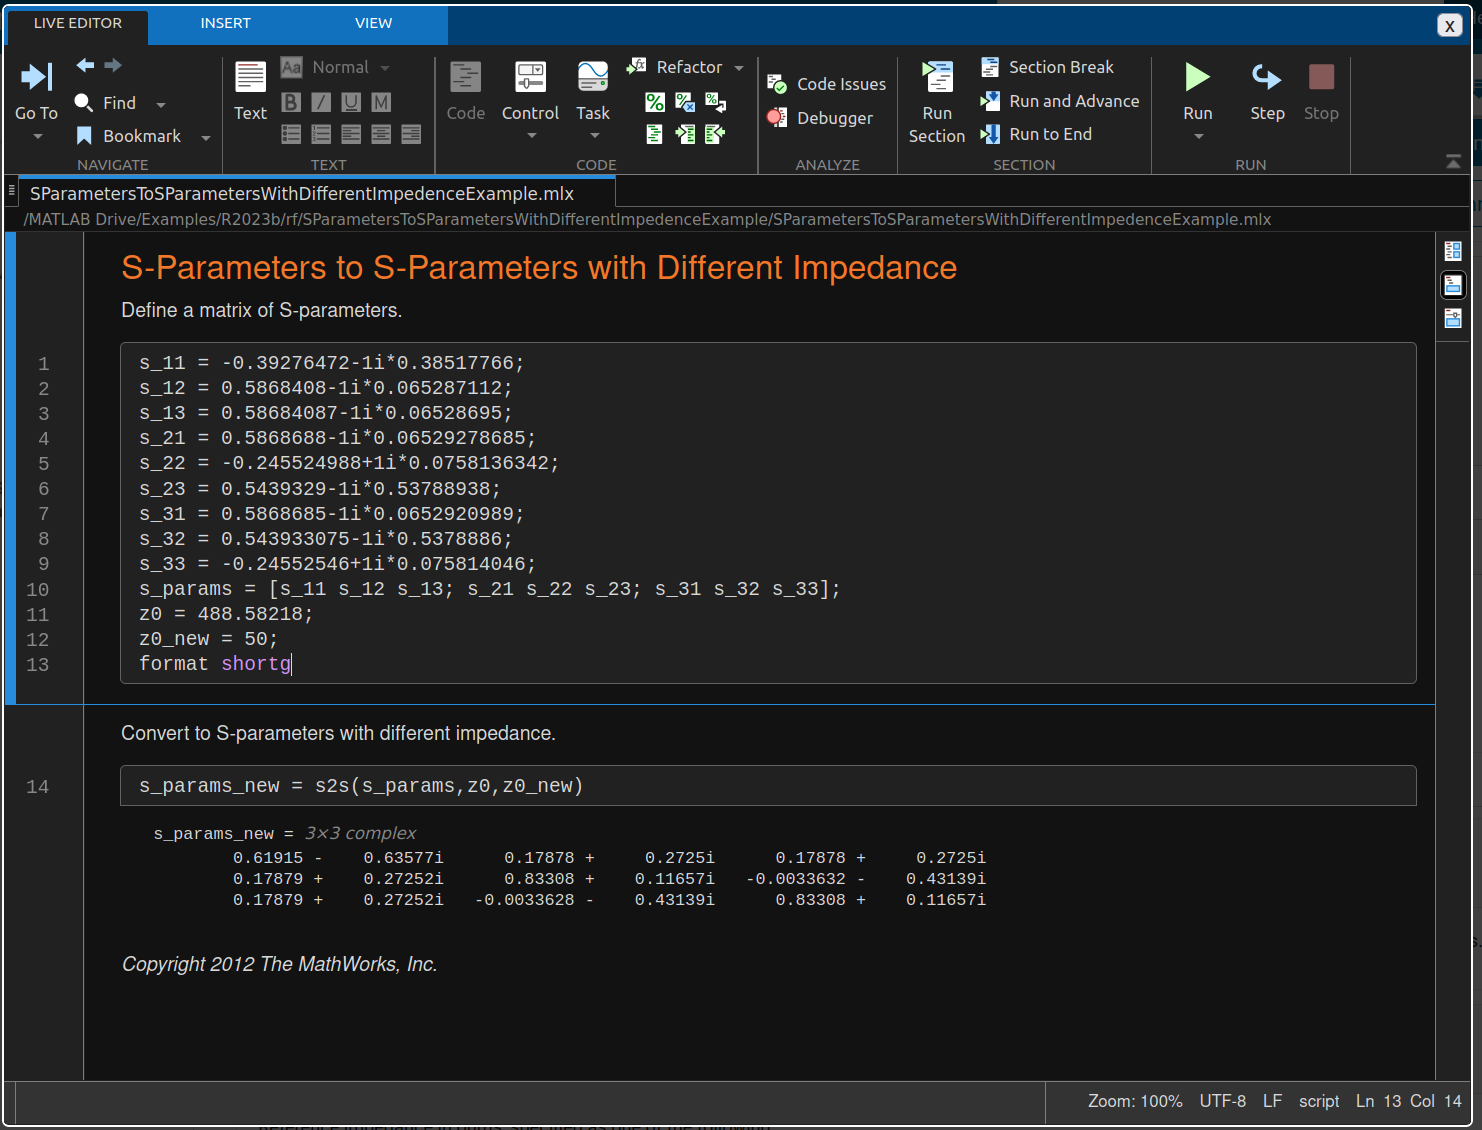 LIVE EDITOR INSERT VIEW X
Go To
Find
Bookmark
NAVIGATE
Text
Aa Normal
B I U M
TEXT
Code
Control
Task
Refactor
CODE
Code Issues
Debugger
ANALYZE
Run Section
Section Break
Run and Advance
Run to End
SECTION
Run
Step
Stop
RUN
SParametersToSParametersWithDifferentImpedenceExample.mlx
/MATLAB Drive/Examples/R2023b/rf/SParametersToSParametersWithDifferentImpedenceExample/SParametersToSParametersWithDifferentImpedenceExample.mlx
S-Parameters to S-Parameters with Different Impedance
Define a matrix of S-parameters.
1 s_11 = -0.39276472-1i*0.38517766;
2 s_12 = 0.5868408-1i*0.065287112;
3 s_13 = 0.58684087-1i*0.06528695;
4 s_21 = 0.5868688-1i*0.06529278685;
5 s_22 = -0.245524988+1i*0.0758136342;
6 s_23 = 0.5439329-1i*0.53788938;
7 s_31 = 0.5868685-1i*0.0652920989;
8 s_32 = 0.543933075-1i*0.5378886;
9 s_33 = -0.24552546+1i*0.075814046;
10 s_params = [s_11 s_12 s_13; s_21 s_22 s_23; s_31 s_32 s_33];
11 z0 = 488.58218;
12 z0_new = 50;
13 format shortg
Convert to S-parameters with different impedance.
14 s_params_new = s2s(s_params,z0,z0_new)
s_params_new = 3×3 complex
0.61915 - 0.63577i 0.17878 + 0.2725i 0.17878 + 0.2725i
0.17879 + 0.27252i 0.83308 + 0.11657i -0.0033632 - 0.43139i
0.17879 + 0.27252i -0.0033628 - 0.43139i 0.83308 + 0.11657i
Copyright 2012 The MathWorks, Inc.
Zoom: 100% UTF-8 LF script Ln 13 Col 14